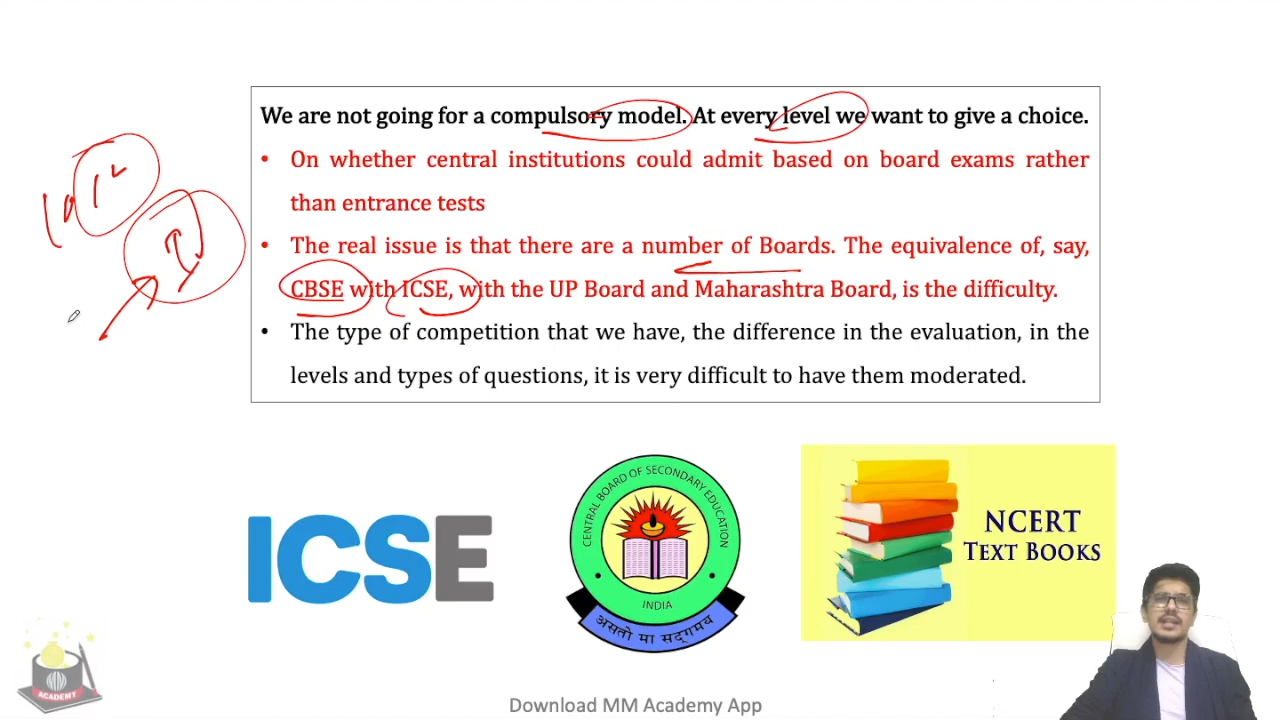 We are not going for a compulsory model. At every level we want to give a choice.
• On whether central institutions could admit based on board exams rather
than entrance tests
• The real issue is that there are a number of Boards. The equivalence of, say,
CBSE with ICSE, with the UP Board and Maharashtra Board, is the difficulty.
• The type of competition that we have, the difference in the evaluation, in the
levels and types of questions, it is very difficult to have them moderated.
ICSE
CENTRAL BOARD OF SECONDARY EDUCATION
INDIA
असतो मा सद्गमय
NCERT
TEXT BOOKS
ACADEMY
Download MM Academy App